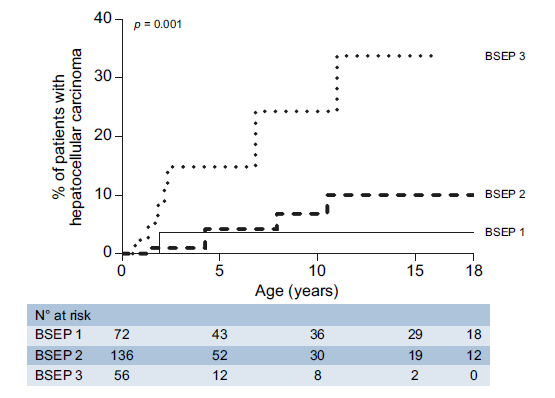 p = 0.001
% of patients with
hepatocellular carcinoma
40
30
20
10
0
BSEP 3
BSEP 2
BSEP 1
0 5 10 15 18
Age (years)
N° at risk
BSEP 1 72 43 36 29 18
BSEP 2 136 52 30 19 12
BSEP 3 56 12 8 2 0